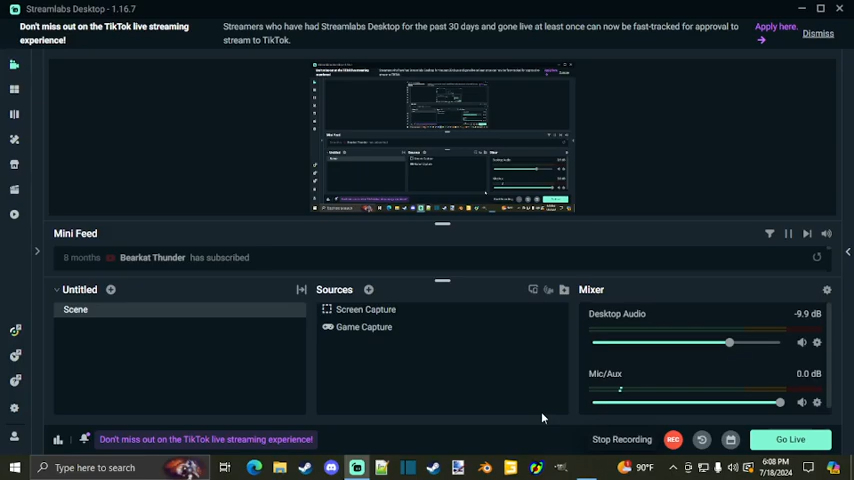 Streamlabs Desktop - 1.16.7
Don't miss out on the TikTok live streaming experience!
Streamers who have had Streamlabs Desktop for the past 30 days and gone live at least once can now be fast-tracked for approval to stream to TikTok.
Apply here.
Dismiss
Mini Feed
8 months Bearkat Thunder has subscribed
Untitled
Scene
Sources
Screen Capture
Game Capture
Mixer
Desktop Audio -9.9 dB
Mic/Aux 0.0 dB
Don't miss out on the TikTok live streaming experience!
Stop Recording
REC
Go Live
Type here to search
90°F
6:08 PM
7/18/2024